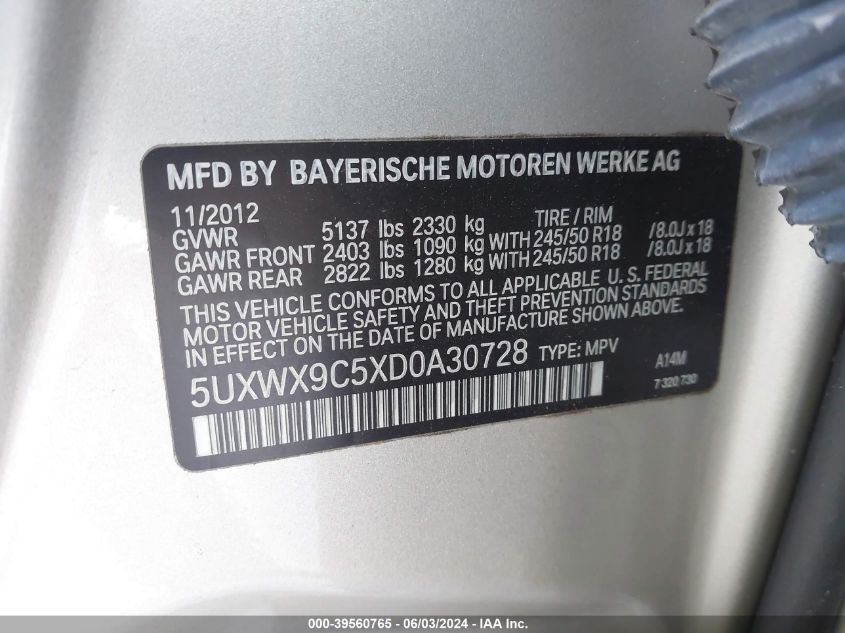 MFD BY BAYERISCHE MOTOREN WERKE AG
11/2012 TIRE / RIM
GVWR 5137 lbs 2330 kg
GAWR FRONT 2403 lbs 1090 kg WITH 245/50 R18 / 8.0J x 18
GAWR REAR 2822 lbs 1280 kg WITH 245/50 R18 / 8.0J x 18
THIS VEHICLE CONFORMS TO ALL APPLICABLE U. S. FEDERAL
MOTOR VEHICLE SAFETY AND THEFT PREVENTION STANDARDS
IN EFFECT ON THE DATE OF MANUFACTURE SHOWN ABOVE.
5UXWX9C5XD0A30728 TYPE: MPV A14M
7 320 730
000-39560765 - 06/03/2024 - IAA Inc.